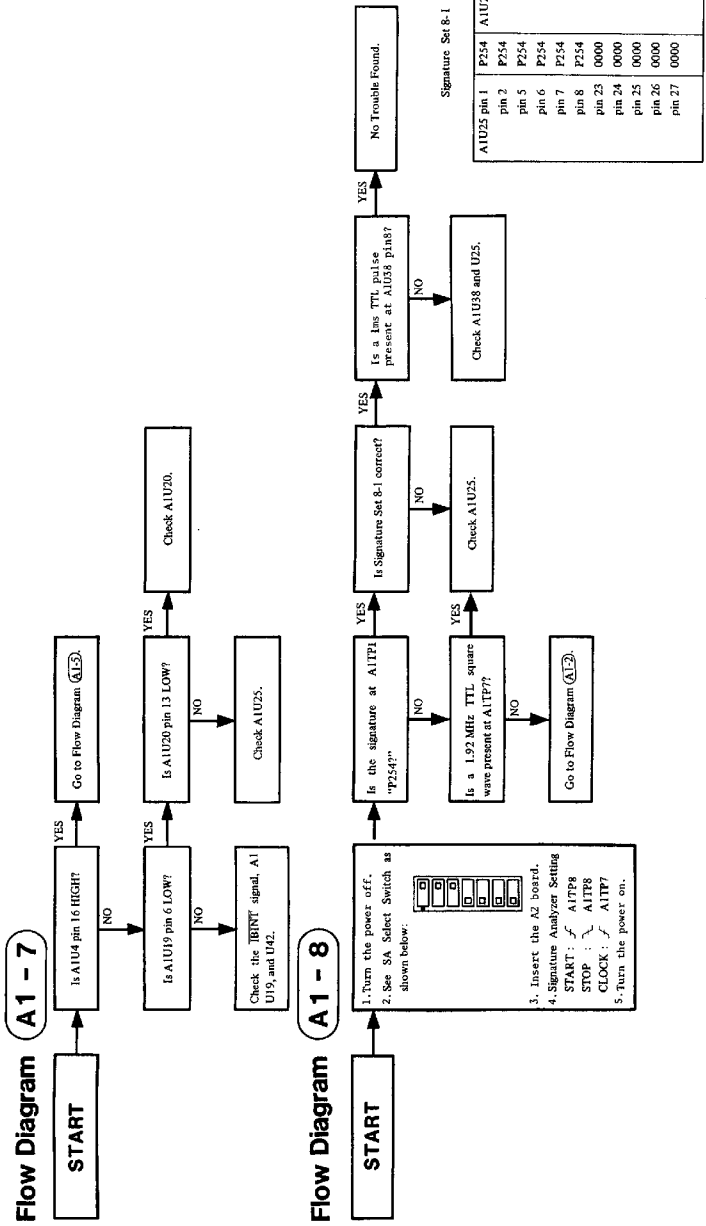 Flow Diagram A1 - 7
START
Is A1U4 pin 16 HIGH?
YES
Go to Flow Diagram A1-5.
NO
Is A1U19 pin 6 LOW?
YES
Is A1U20 pin 13 LOW?
YES
Check A1U20.
NO
Check the IBINT signal, A1
U19, and U42.
NO
Check A1U25.
Flow Diagram A1 - 8
START
1.Turn the power off.
2. See SA Select Switch as
shown below:
3. Insert the A2 board.
4. Signature Analyzer Setting
START : A1TP8
STOP : A1TP8
CLOCK : A1TP7
5. Turn the power on.
Is the signature at A1TP1
"P254?"
YES
Is Signature Set 8-1 correct?
YES
Is a 1ms TTL pulse
present at A1U38 pin8?
YES
No Trouble Found.
NO
Is a 1.92 MHz TTL square
wave present at A1TP7?
YES
Check A1U25.
NO
NO
Check A1U38 and U25.
NO
Go to Flow Diagram A1-2.
Signature Set 8-1
A1U25 pin 1 P254
pin 2 P254
pin 5 P254
pin 6 P254
pin 7 P254
pin 8 P254
pin 23 0000
pin 24 0000
pin 25 0000
pin 26 0000
pin 27 0000